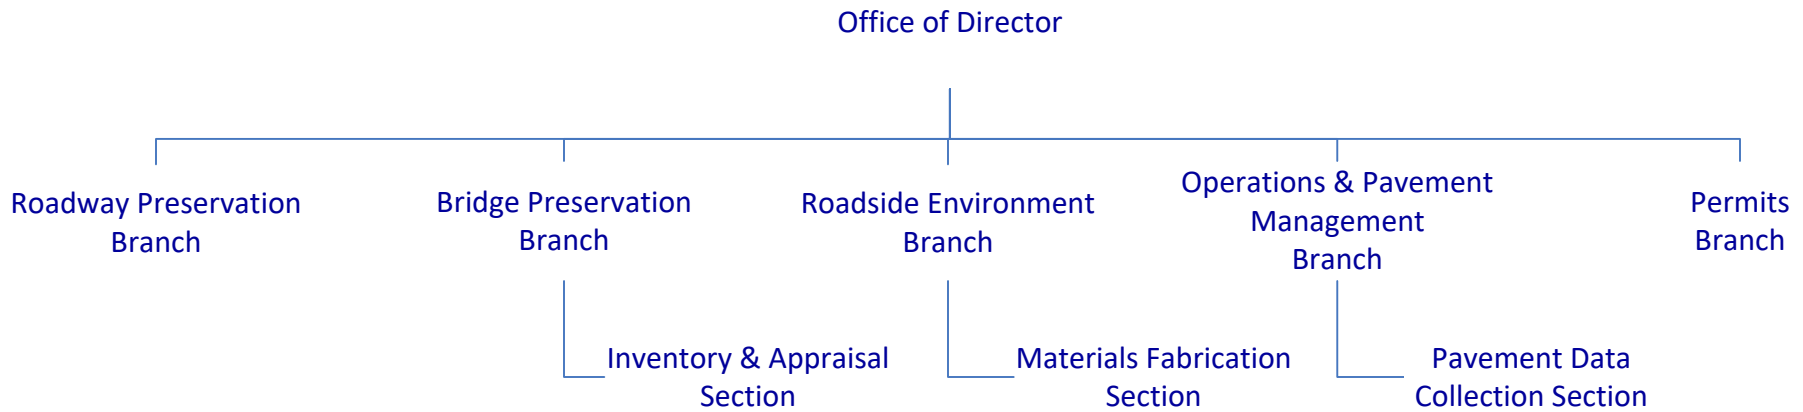 Office of Director
Roadway Preservation
Branch
Bridge Preservation
Branch
Roadside Environment
Branch
Operations & Pavement
Management
Branch
Permits
Branch
Inventory & Appraisal
Section
Materials Fabrication
Section
Pavement Data
Collection Section